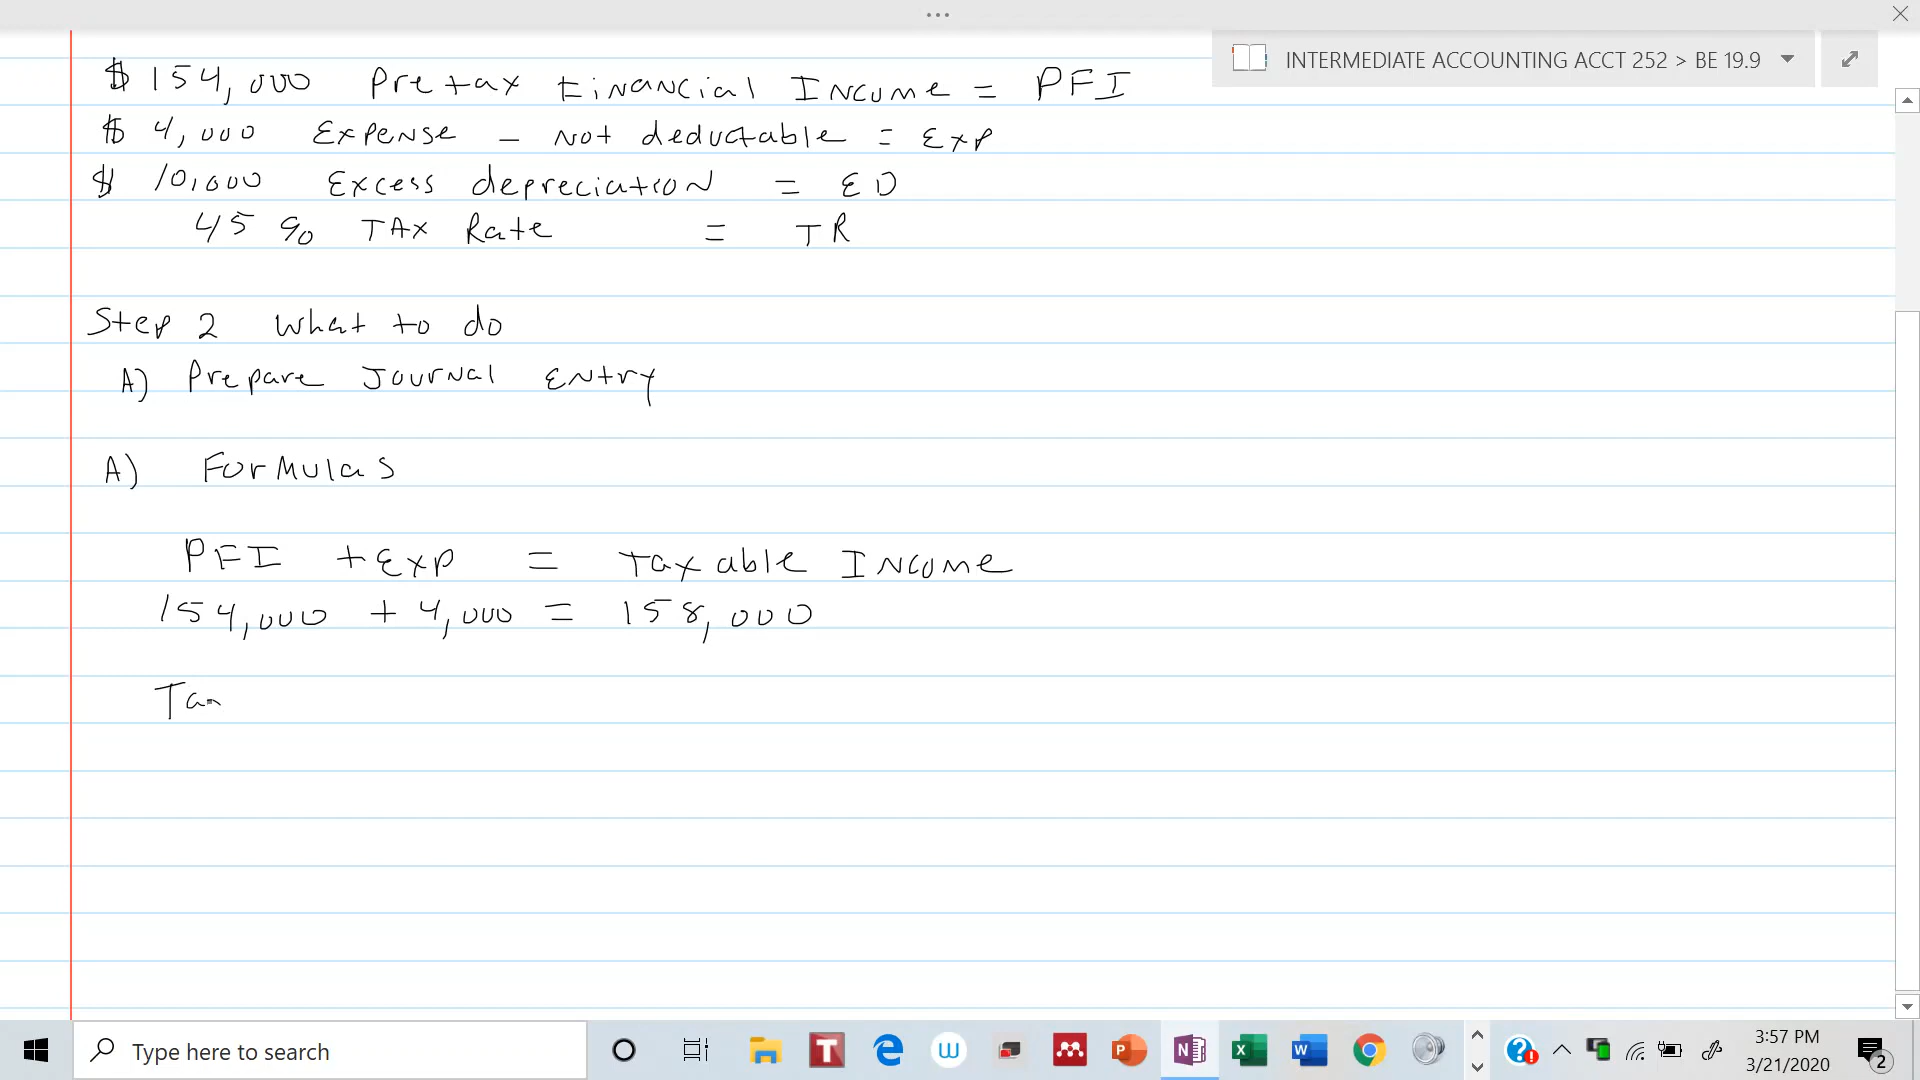 INTERMEDIATE ACCOUNTING ACCT 252 > BE 19.9
$ 154,000 Pretax Financial Income = PFI
$ 4,000 Expense - Not deductable = Exp
$ 10,000 Excess depreciation = ED
45 % TAx Rate = TR
Step 2 What to do
A) Prepare Journal Entry
A) Formulas
PFI + Exp = Taxable Income
154,000 + 4,000 = 158,000
Tax
Type here to search
3:57 PM
3/21/2020
2